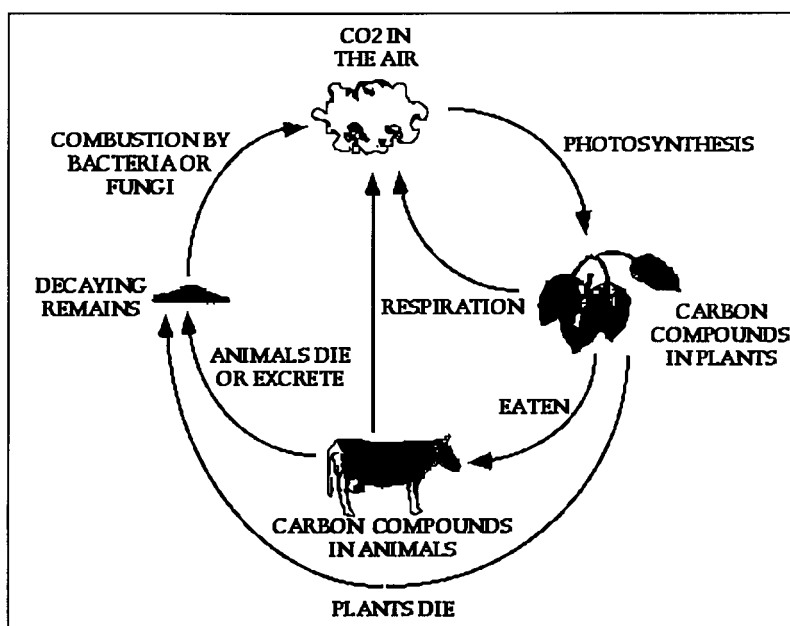 CO2 IN
THE AIR
COMBUSTION BY
BACTERIA OR
FUNGI
PHOTOSYNTHESIS
DECAYING
REMAINS
RESPIRATION
CARBON
COMPOUNDS
IN PLANTS
ANIMALS DIE
OR EXCRETE
EATEN
CARBON COMPOUNDS
IN ANIMALS
PLANTS DIE